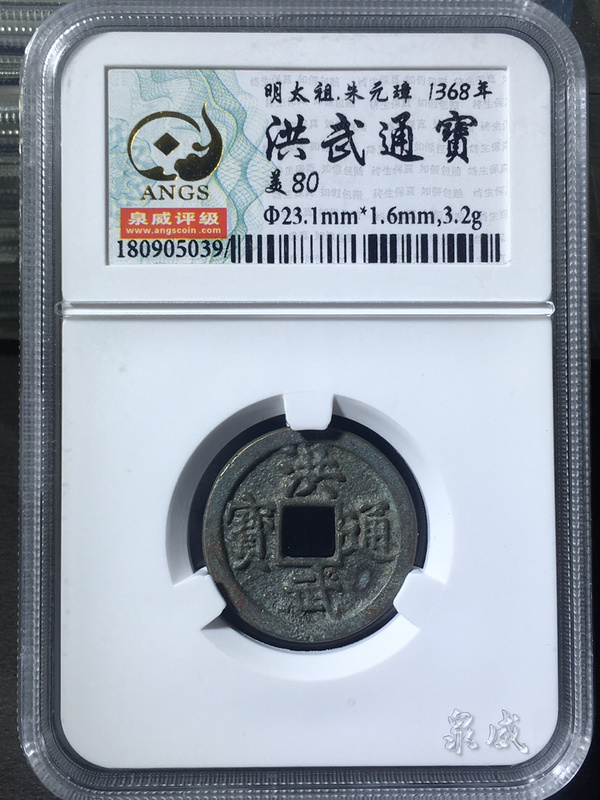 明太祖.朱元璋 1368年
洪武通寶
美80
Φ23.1mm*1.6mm,3.2g
ANGS
泉威评级
www.angscoin.com
180905039
洪
寶 通
武
泉威